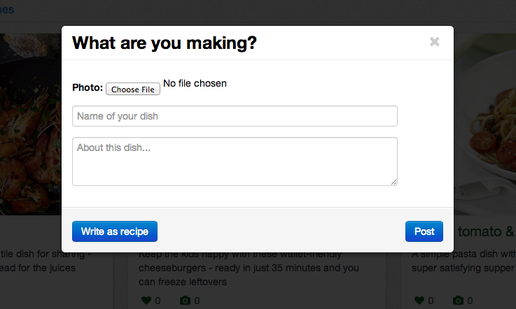 es
What are you making?
Photo: Choose File No file chosen
Name of your dish
About this dish...
Write as recipe
Post
tile dish for sharing -
sad for the juices
Keep the kids happy with these wallet-friendly
cheeseburgers - ready in just 35 minutes and you
can freeze leftovers
0 0
tomato &
A simple pasta dish with
super satisfying supper
0 0